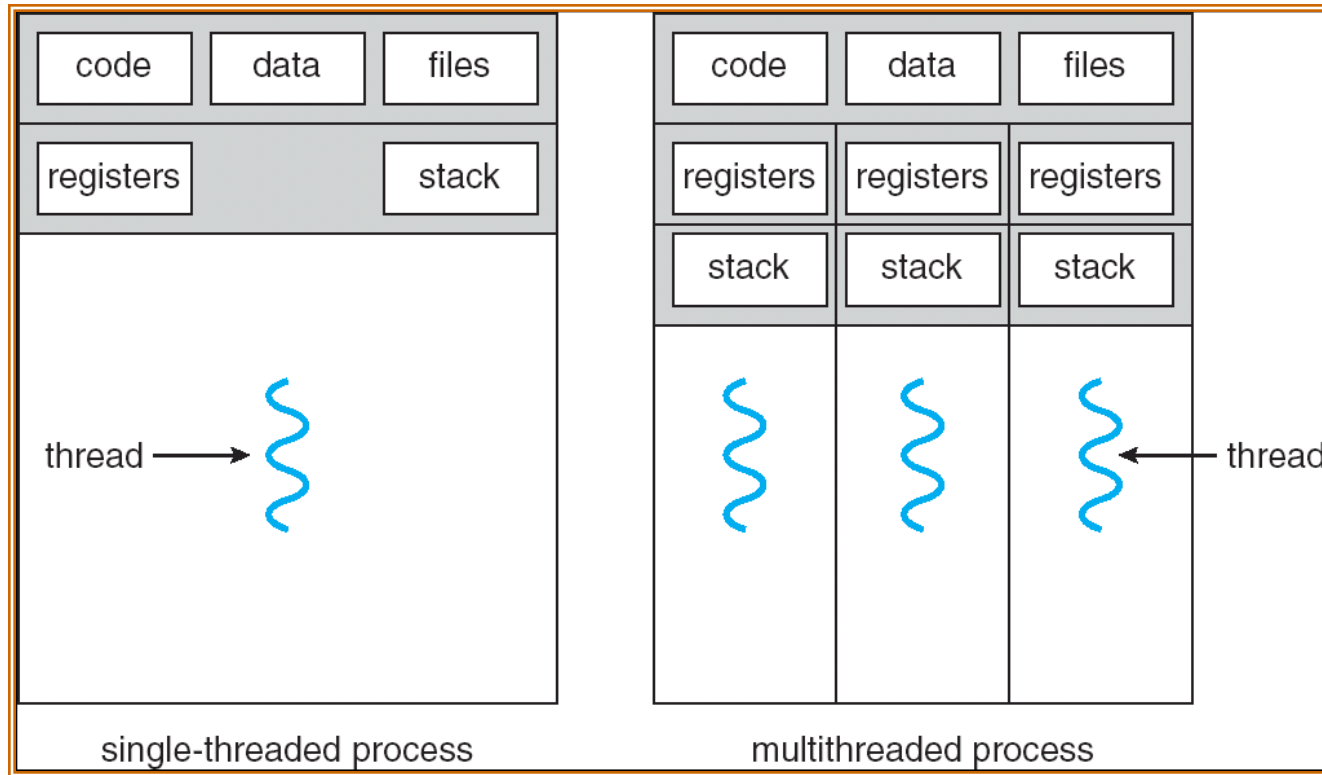 code data files
registers stack
thread
single-threaded process
code data files
registers registers registers
stack stack stack
thread
multithreaded process